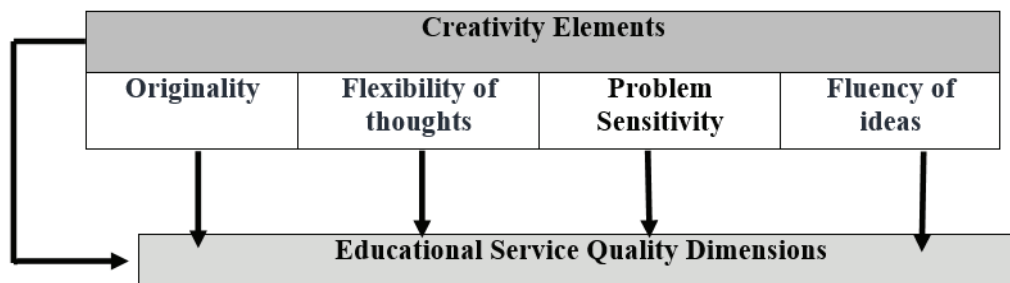 Creativity Elements
Originality
Flexibility of
thoughts
Problem
Sensitivity
Fluency of
ideas
Educational Service Quality Dimensions